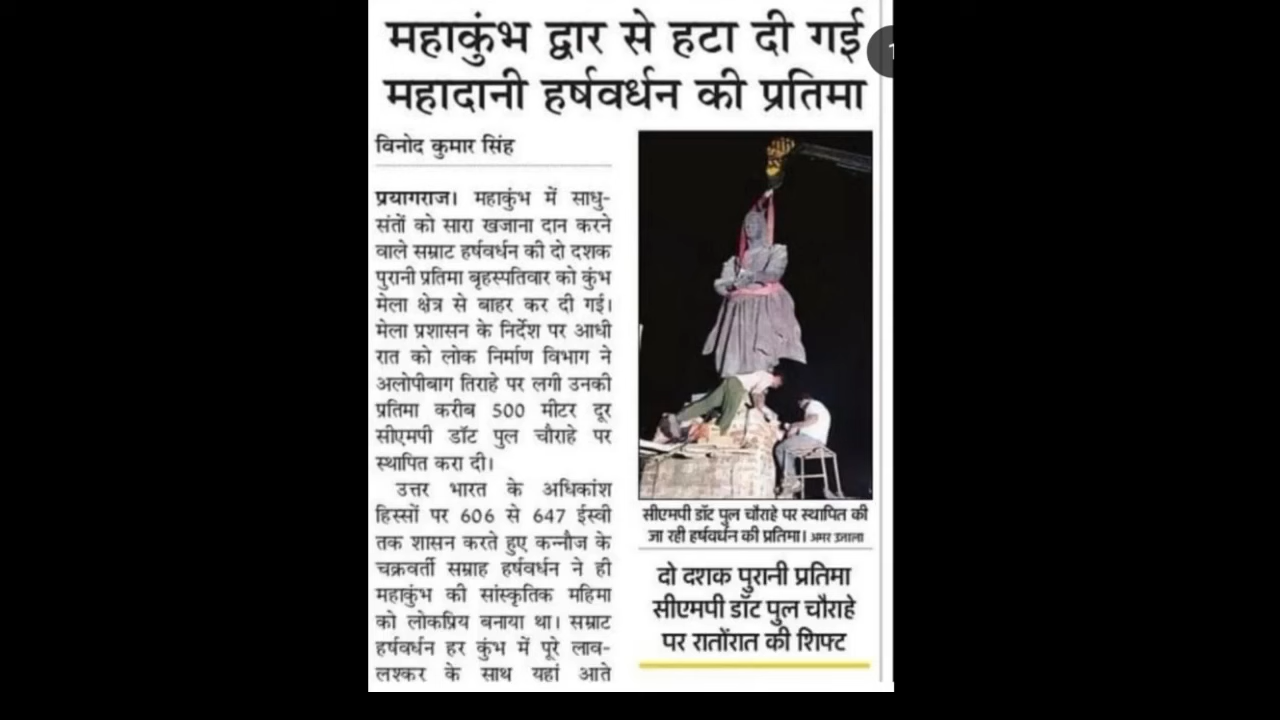 महाकुंभ द्वार से हटा दी गई
महादानी हर्षवर्धन की प्रतिमा
विनोद कुमार सिंह
प्रयागराज। महाकुंभ में साधु-
संतों को सारा खजाना दान करने
वाले सम्राट हर्षवर्धन की दो दशक
पुरानी प्रतिमा बृहस्पतिवार को कुंभ
मेला क्षेत्र से बाहर कर दी गई।
मेला प्रशासन के निर्देश पर आधी
रात को लोक निर्माण विभाग ने
अलोपीबाग तिराहे पर लगी उनकी
प्रतिमा करीब 500 मीटर दूर
सीएमपी डॉट पुल चौराहे पर
स्थापित करा दी।
उत्तर भारत के अधिकांश
हिस्सों पर 606 से 647 ईस्वी
तक शासन करते हुए कन्नौज के
चक्रवर्ती सम्राह हर्षवर्धन ने ही
महाकुंभ की सांस्कृतिक महिमा
को लोकप्रिय बनाया था। सम्राट
हर्षवर्धन हर कुंभ में पूरे लाव-
लश्कर के साथ यहां आते
सीएमपी डॉट पुल चौराहे पर स्थापित की
जा रही हर्षवर्धन की प्रतिमा। अमर उजाला
दो दशक पुरानी प्रतिमा
सीएमपी डॉट पुल चौराहे
पर रातोंरात की शिफ्ट